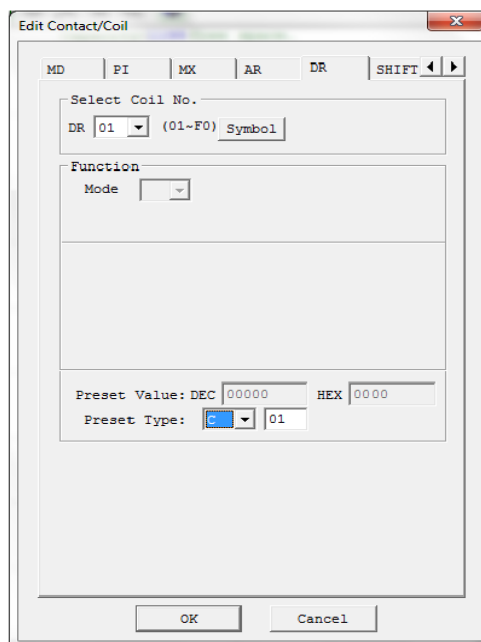 Edit Contact/Coil
MD PI MX AR DR SHIFT
Select Coil No.
DR 01 (01~F0) Symbol
Function
Mode
Preset Value: DEC 00000 HEX 0000
Preset Type: C 01
OK Cancel